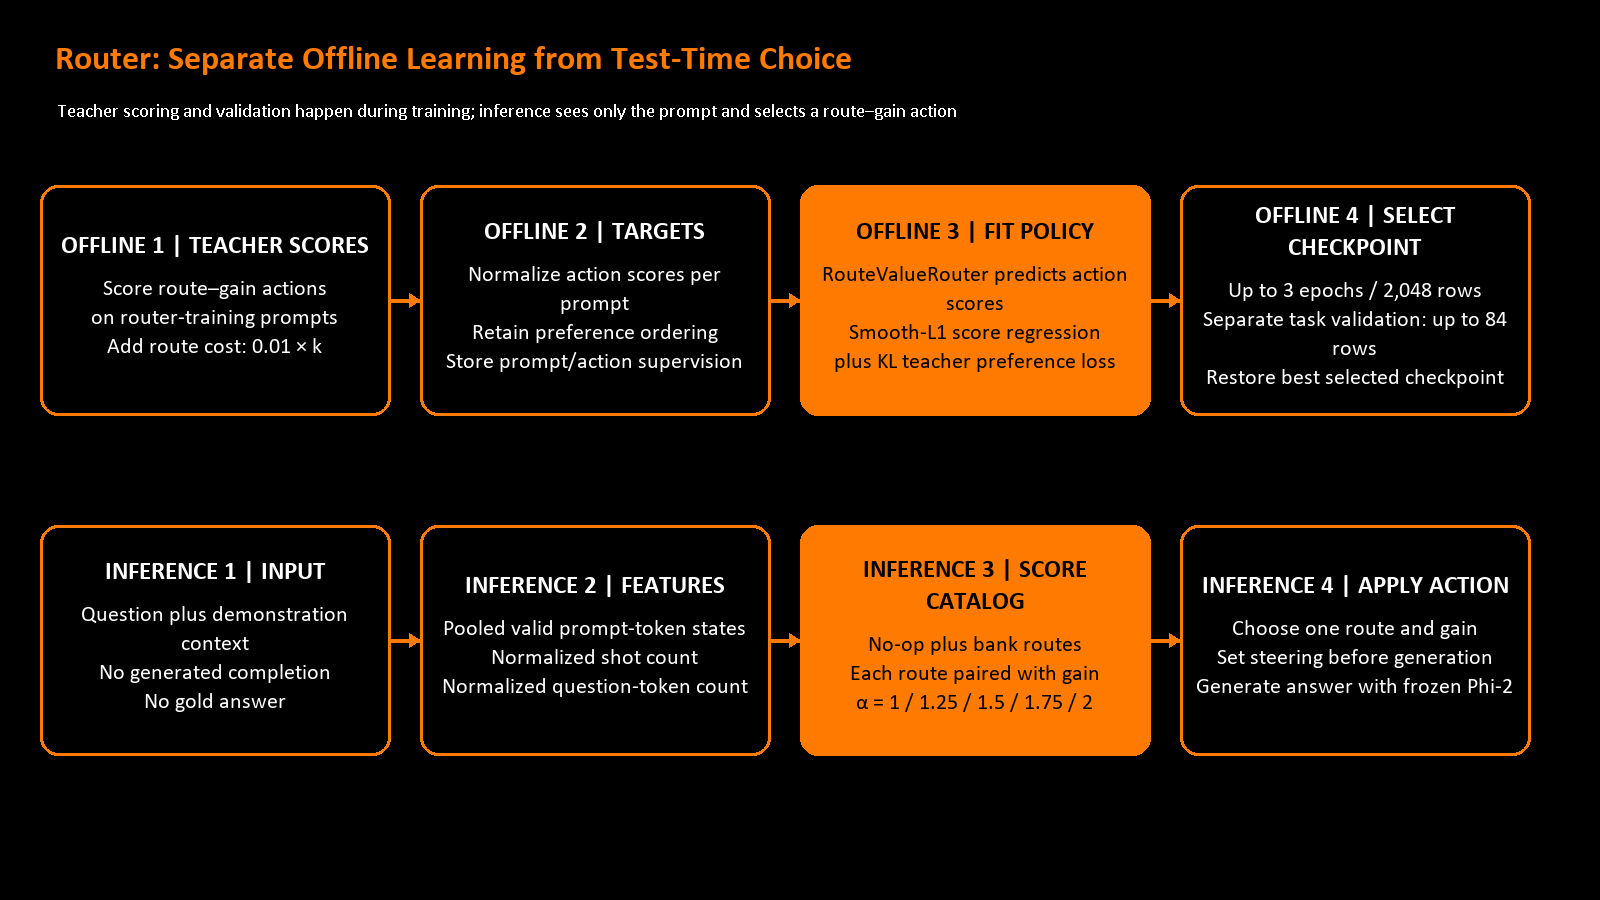 Router: Separate Offline Learning from Test-Time Choice
Teacher scoring and validation happen during training; inference sees only the prompt and selects a route–gain action
OFFLINE 1 | TEACHER SCORES
Score route–gain actions
on router-training prompts
Add route cost: 0.01 × k
OFFLINE 2 | TARGETS
Normalize action scores per
prompt
Retain preference ordering
Store prompt/action supervision
OFFLINE 3 | FIT POLICY
RouteValueRouter predicts action
scores
Smooth-L1 score regression
plus KL teacher preference loss
OFFLINE 4 | SELECT
CHECKPOINT
Up to 3 epochs / 2,048 rows
Separate task validation: up to 84
rows
Restore best selected checkpoint
INFERENCE 1 | INPUT
Question plus demonstration
context
No generated completion
No gold answer
INFERENCE 2 | FEATURES
Pooled valid prompt-token states
Normalized shot count
Normalized question-token count
INFERENCE 3 | SCORE
CATALOG
No-op plus bank routes
Each route paired with gain
α = 1 / 1.25 / 1.5 / 1.75 / 2
INFERENCE 4 | APPLY ACTION
Choose one route and gain
Set steering before generation
Generate answer with frozen Phi-2